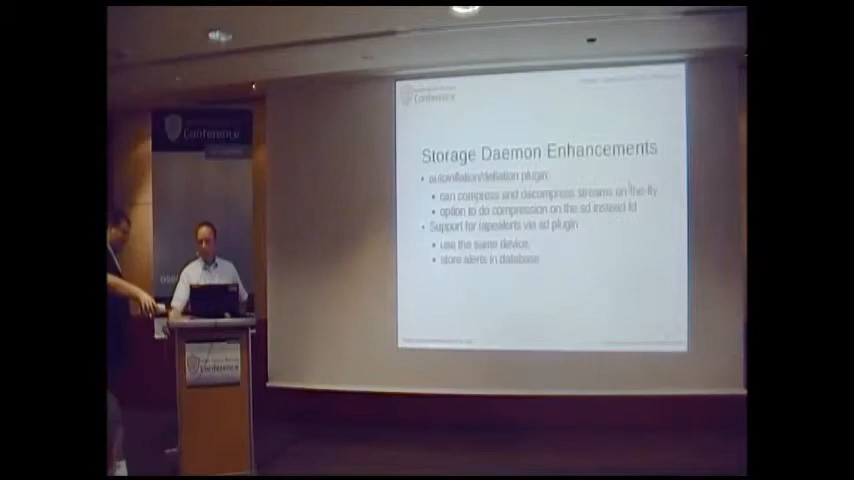 Conference
Conference
Storage Daemon Enhancements
• autoinflation/deflation plugin:
• can compress and decompress streams on-the-fly
• option to do compression on the sd instead fd
• Support for tapealerts via sd plugin
• use the same device,
• store alerts in database
Conference